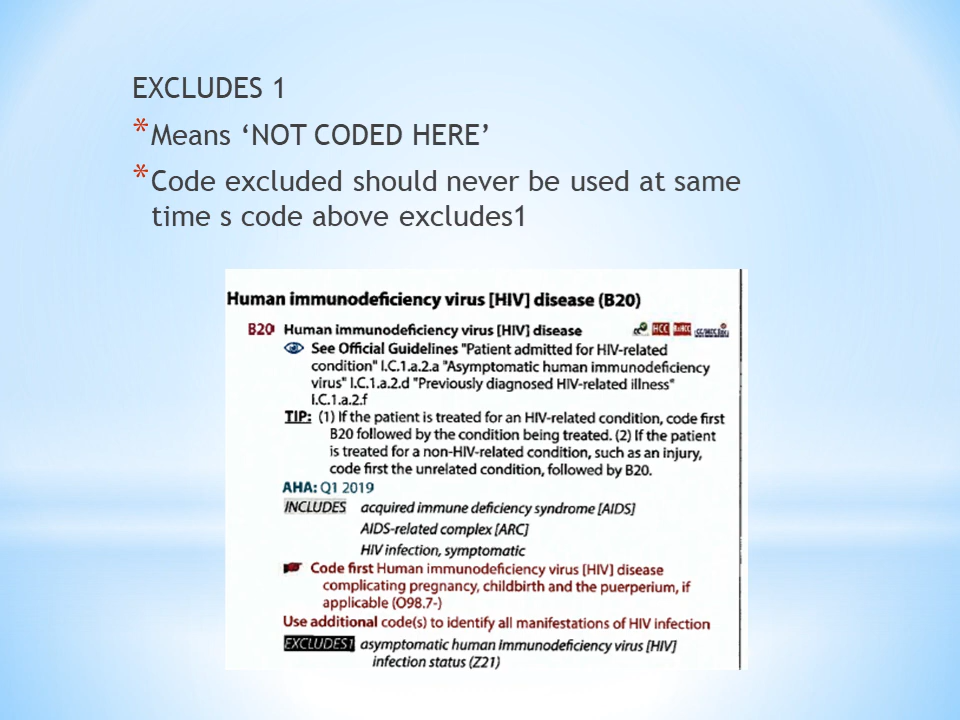 EXCLUDES 1
* Means ‘NOT CODED HERE’
* Code excluded should never be used at same
time s code above excludes1
Human immunodeficiency virus [HIV] disease (B20)
B20 Human immunodeficiency virus [HIV] disease HCC
See Official Guidelines "Patient admitted for HIV-related
condition" I.C.1.a.2.a "Asymptomatic human immunodeficiency
virus" I.C.1.a.2.d "Previously diagnosed HIV-related illness"
I.C.1.a.2.f
TIP: (1) If the patient is treated for an HIV-related condition, code first
B20 followed by the condition being treated. (2) If the patient
is treated for a non-HIV-related condition, such as an injury,
code first the unrelated condition, followed by B20.
AHA: Q1 2019
INCLUDES acquired immune deficiency syndrome [AIDS]
AIDS-related complex [ARC]
HIV infection, symptomatic
Code first Human immunodeficiency virus [HIV] disease
complicating pregnancy, childbirth and the puerperium, if
applicable (O98.7-)
Use additional code(s) to identify all manifestations of HIV infection
EXCLUDES1 asymptomatic human immunodeficiency virus [HIV]
infection status (Z21)